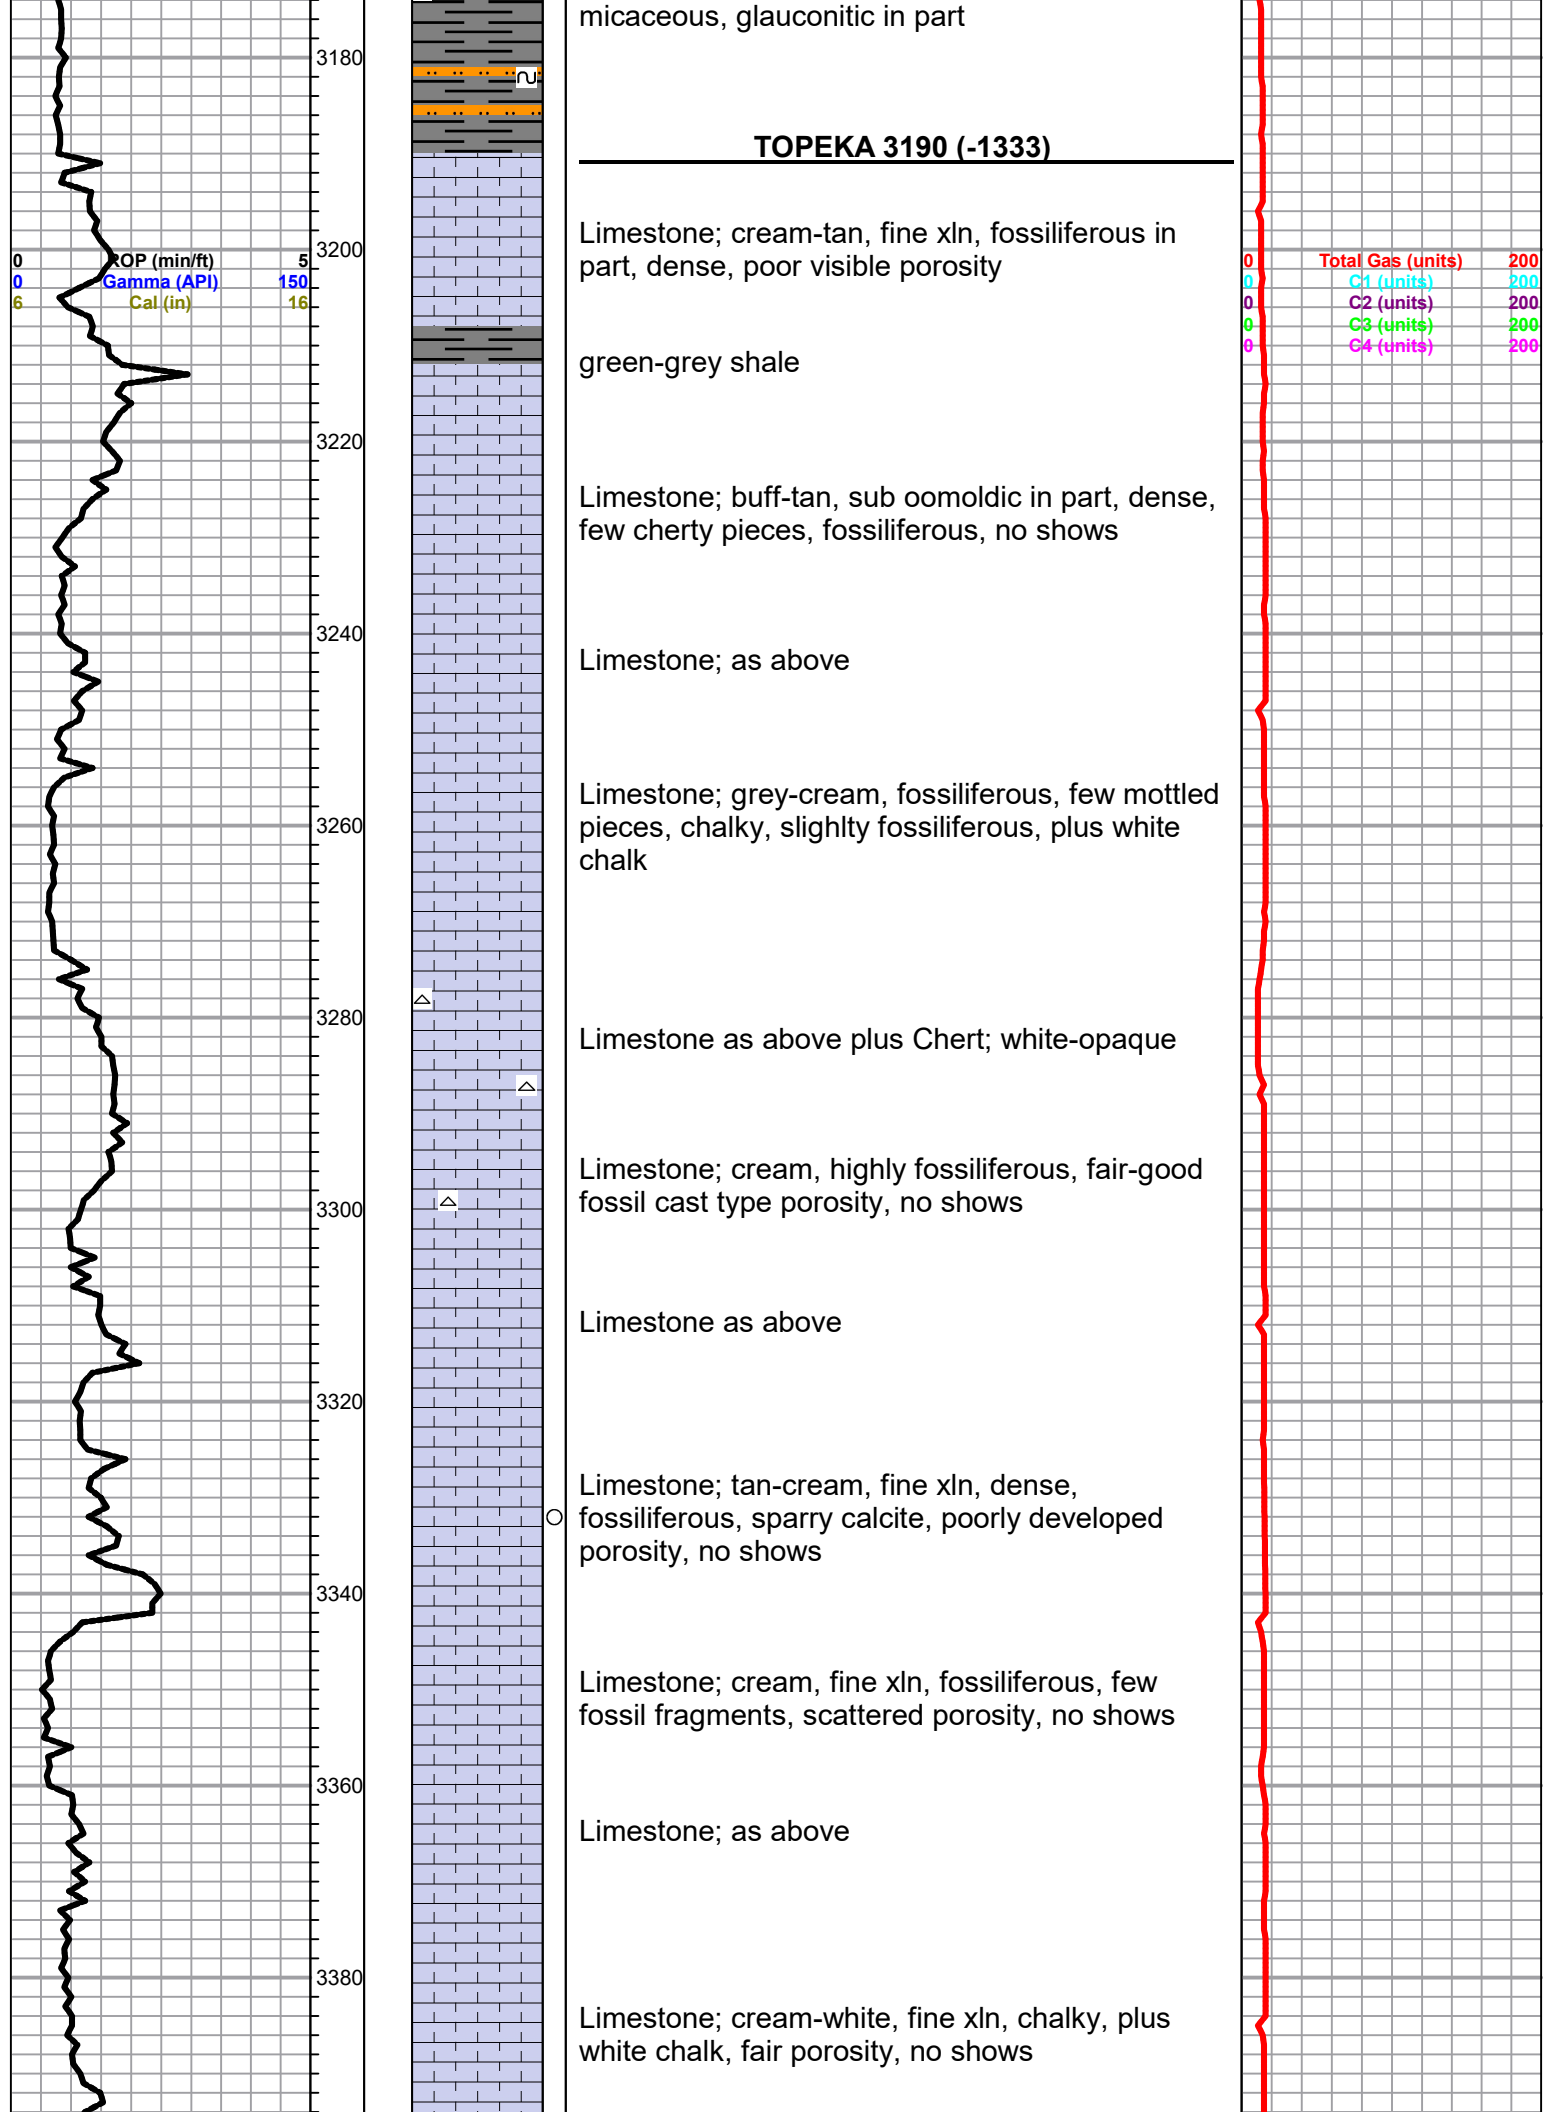 micaceous, glauconitic in part
3180
TOPEKA 3190 (-1333)
Limestone; cream-tan, fine xln, fossiliferous in
part, dense, poor visible porosity
3200
0 ROP (min/ft) 5
0 Gamma (API) 150
6 Cal (in) 16
0 Total Gas (units) 200
0 C1 (units) 200
0 C2 (units) 200
0 C3 (units) 200
0 C4 (units) 200
green-grey shale
3220
Limestone; buff-tan, sub oomoldic in part, dense,
few cherty pieces, fossiliferous, no shows
3240
Limestone; as above
Limestone; grey-cream, fossiliferous, few mottled
pieces, chalky, slighlty fossiliferous, plus white
chalk
3260
3280
Limestone as above plus Chert; white-opaque
Limestone; cream, highly fossiliferous, fair-good
fossil cast type porosity, no shows
3300
Limestone as above
3320
Limestone; tan-cream, fine xln, dense,
fossiliferous, sparry calcite, poorly developed
porosity, no shows
3340
Limestone; cream, fine xln, fossiliferous, few
fossil fragments, scattered porosity, no shows
3360
Limestone; as above
3380
Limestone; cream-white, fine xln, chalky, plus
white chalk, fair porosity, no shows